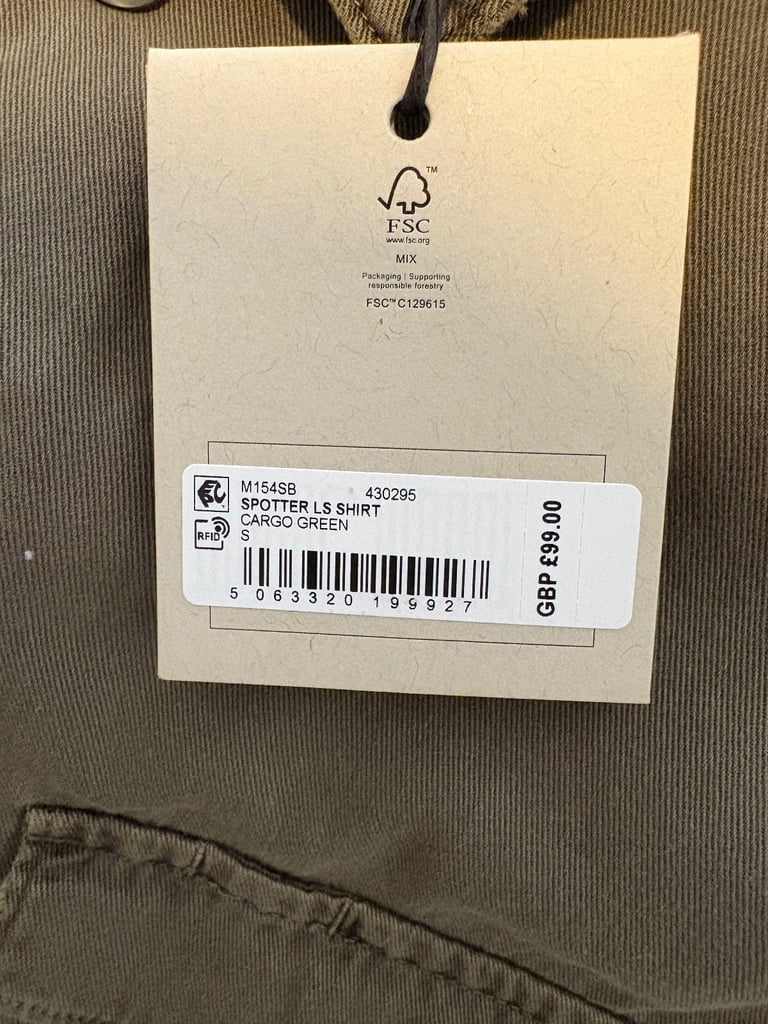 TM
FSC
www.fsc.org
MIX
Packaging | Supporting
responsible forestry
FSC™ C129615
M154SB 430295
SPOTTER LS SHIRT
CARGO GREEN
S
RFID
5 063320 199927
GBP £99.00